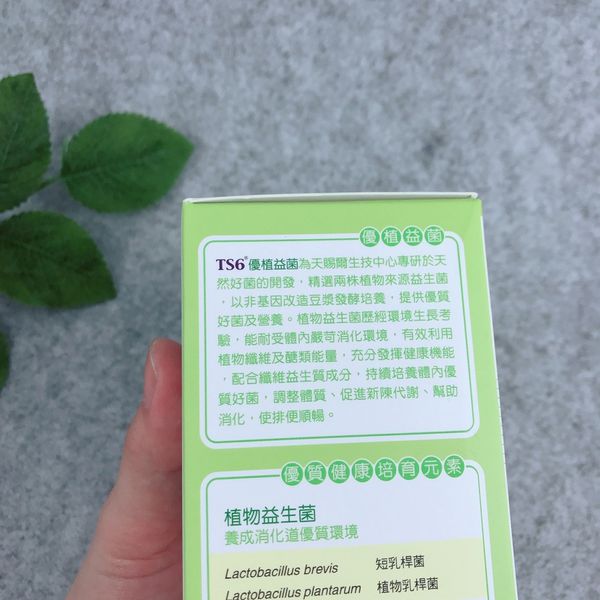 優植益菌
TS6®優植益菌為天賜爾生技中心專研於天
然好菌的開發，精選兩株植物來源益生菌
，以非基因改造豆漿發酵培養，提供優質
好菌及營養。植物益生菌歷經環境生長考
驗，能耐受體內嚴苛消化環境，有效利用
植物纖維及醣類能量，充分發揮健康機能
，配合纖維益生質成分，持續培養體內優
質好菌，調整體質、促進新陳代謝、幫助
消化，使排便順暢。
優質健康培育元素
植物益生菌
養成消化道優質環境
Lactobacillus brevis 短乳桿菌
Lactobacillus plantarum 植物乳桿菌